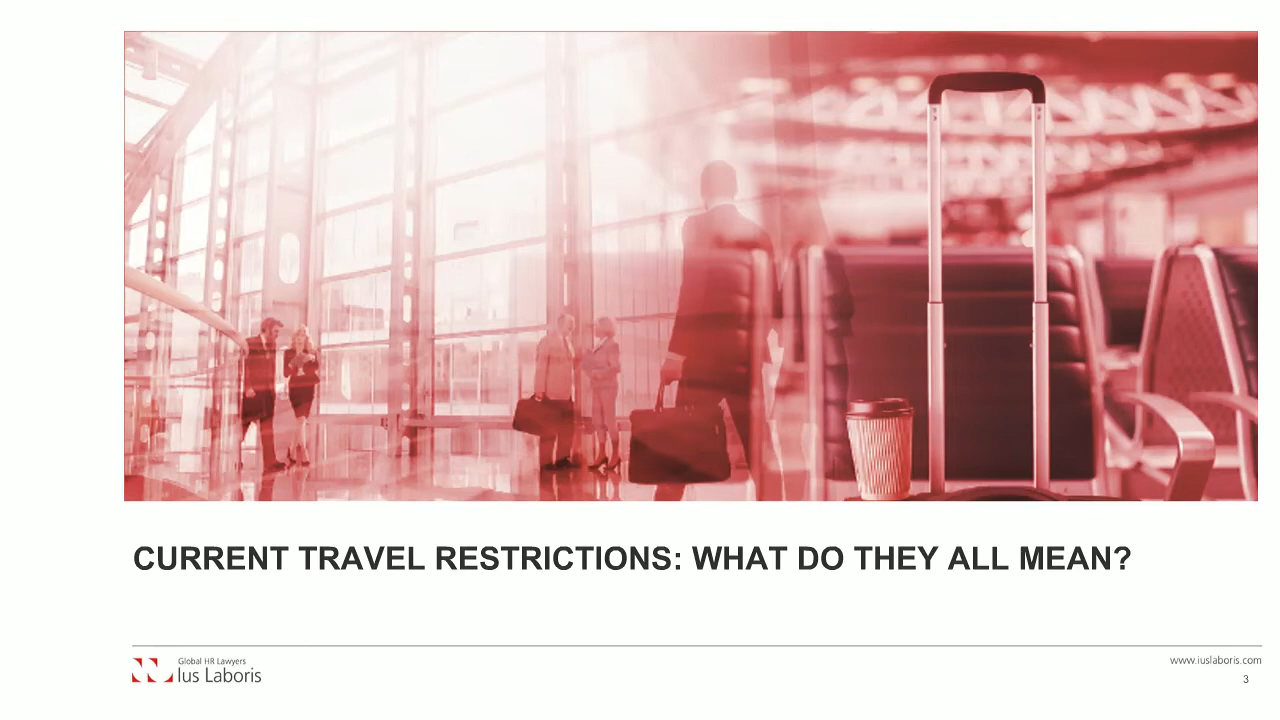 CURRENT TRAVEL RESTRICTIONS: WHAT DO THEY ALL MEAN?
Global HR Lawyers
Ius Laboris
www.iuslaboris.com
3